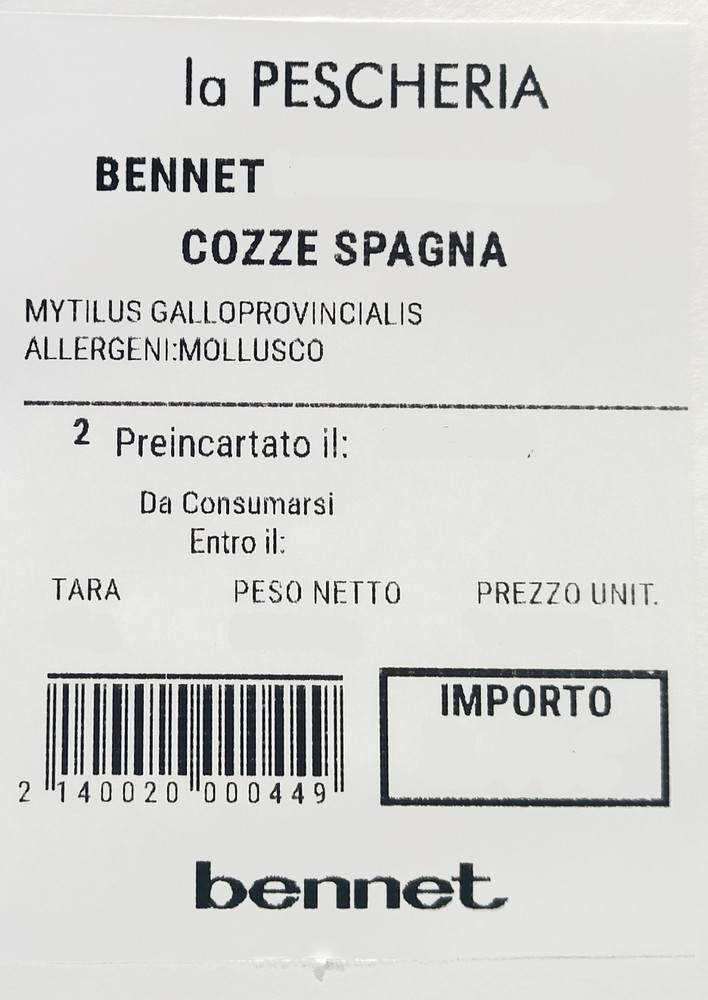 la PESCHERIA
BENNET
COZZE SPAGNA
MYTILUS GALLOPROVINCIALIS
ALLERGENI:MOLLUSCO
2 Preincartato il:
Da Consumarsi
Entro il:
TARA PESO NETTO PREZZO UNIT.
IMPORTO
2 140020 000449
bennet